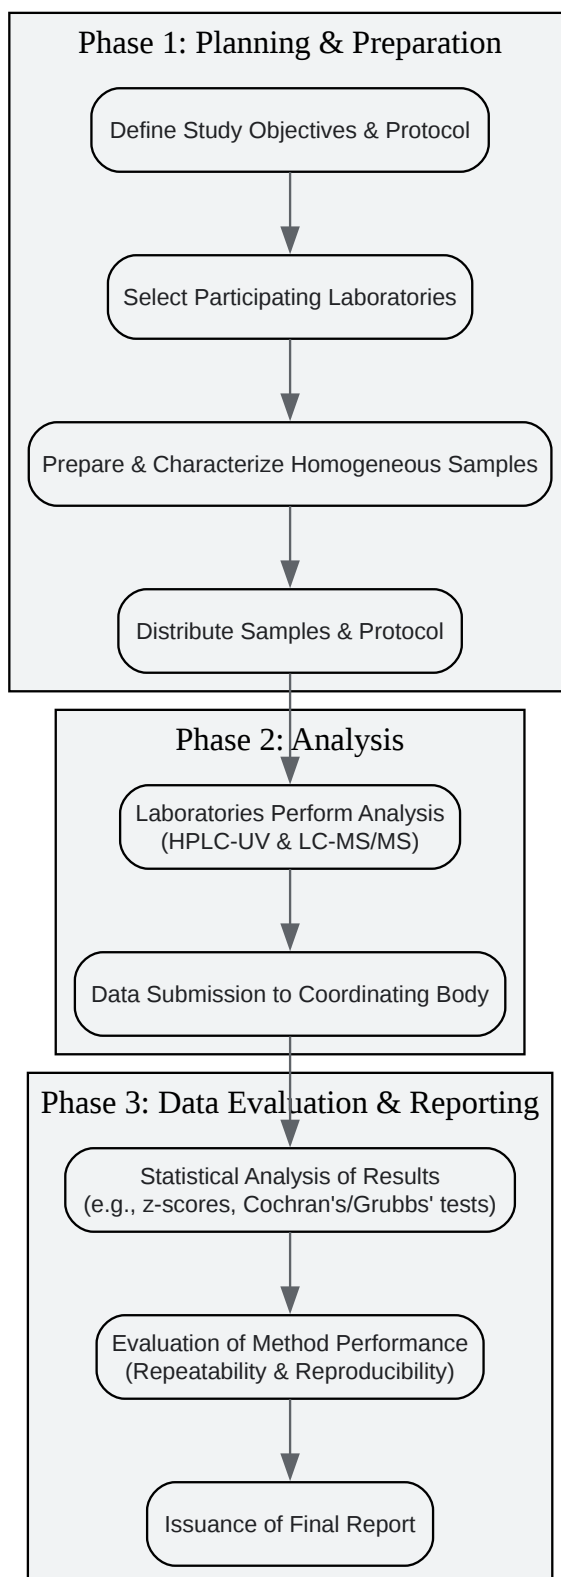 Phase 1: Planning & Preparation
Define Study Objectives & Protocol
Select Participating Laboratories
Prepare & Characterize Homogeneous Samples
Distribute Samples & Protocol
Phase 2: Analysis
Laboratories Perform Analysis
(HPLC-UV & LC-MS/MS)
Data Submission to Coordinating Body
Phase 3: Data Evaluation & Reporting
Statistical Analysis of Results
(e.g., z-scores, Cochran's/Grubbs' tests)
Evaluation of Method Performance
(Repeatability & Reproducibility)
Issuance of Final Report